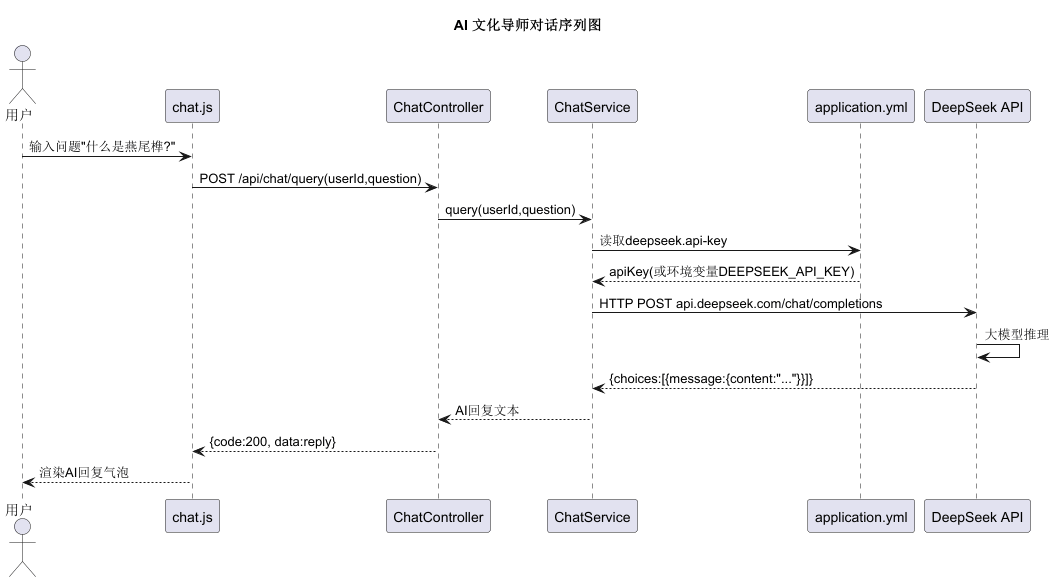 AI 文化导师对话序列图
用户
chat.js
ChatController
ChatService
application.yml
DeepSeek API
输入问题"什么是燕尾榫?"
POST /api/chat/query(userId,question)
query(userId,question)
读取deepseek.api-key
apiKey(或环境变量DEEPSEEK_API_KEY)
HTTP POST api.deepseek.com/chat/completions
大模型推理
{choices:[{message:{content:"..."}}]}
AI回复文本
{code:200, data:reply}
渲染AI回复气泡
用户
chat.js
ChatController
ChatService
application.yml
DeepSeek API